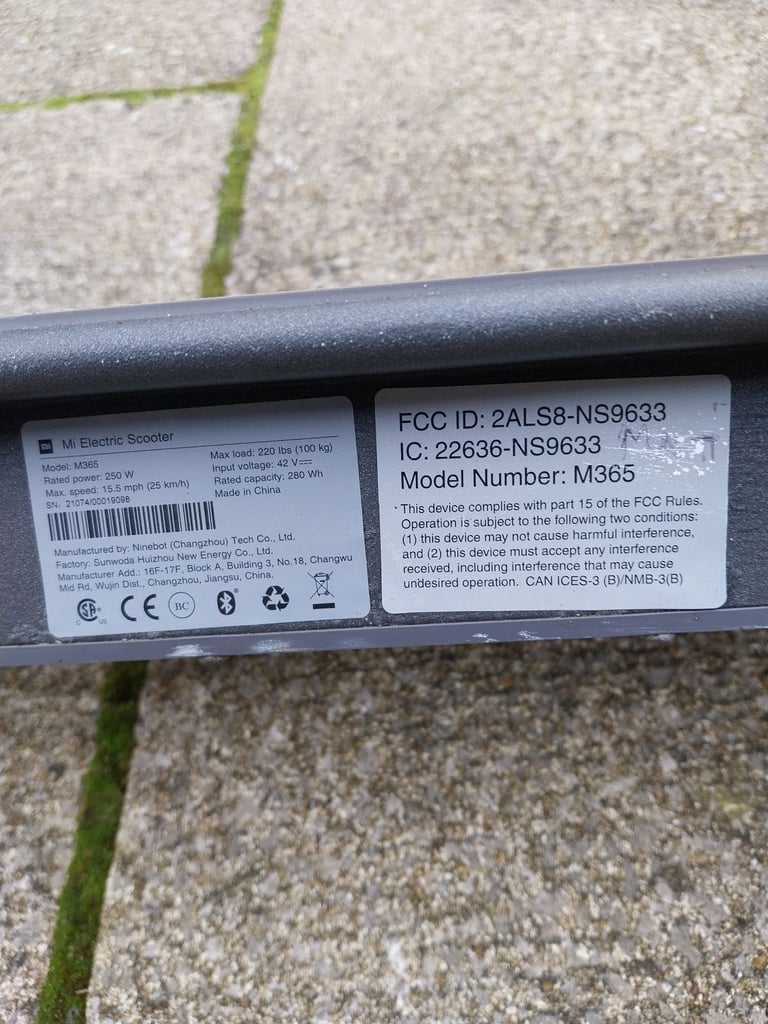 mi Mi Electric Scooter
Model: M365
Rated power: 250 W
Max. speed: 15.5 mph (25 km/h)
SN: 21074/00019098
Max load: 220 lbs (100 kg)
Input voltage: 42 V⎓
Rated capacity: 280 Wh
Made in China
Manufactured by: Ninebot (Changzhou) Tech Co., Ltd.
Factory: Sunwoda Huizhou New Energy Co., Ltd.
Manufacturer Add.: 16F-17F, Block A, Building 3, No.18, Changwu
Mid Rd, Wujin Dist., Changzhou, Jiangsu, China.
C US CE BC
FCC ID: 2ALS8-NS9633
IC: 22636-NS9633
Model Number: M365
This device complies with part 15 of the FCC Rules.
Operation is subject to the following two conditions:
(1) this device may not cause harmful interference,
and (2) this device must accept any interference
received, including interference that may cause
undesired operation. CAN ICES-3 (B)/NMB-3(B)